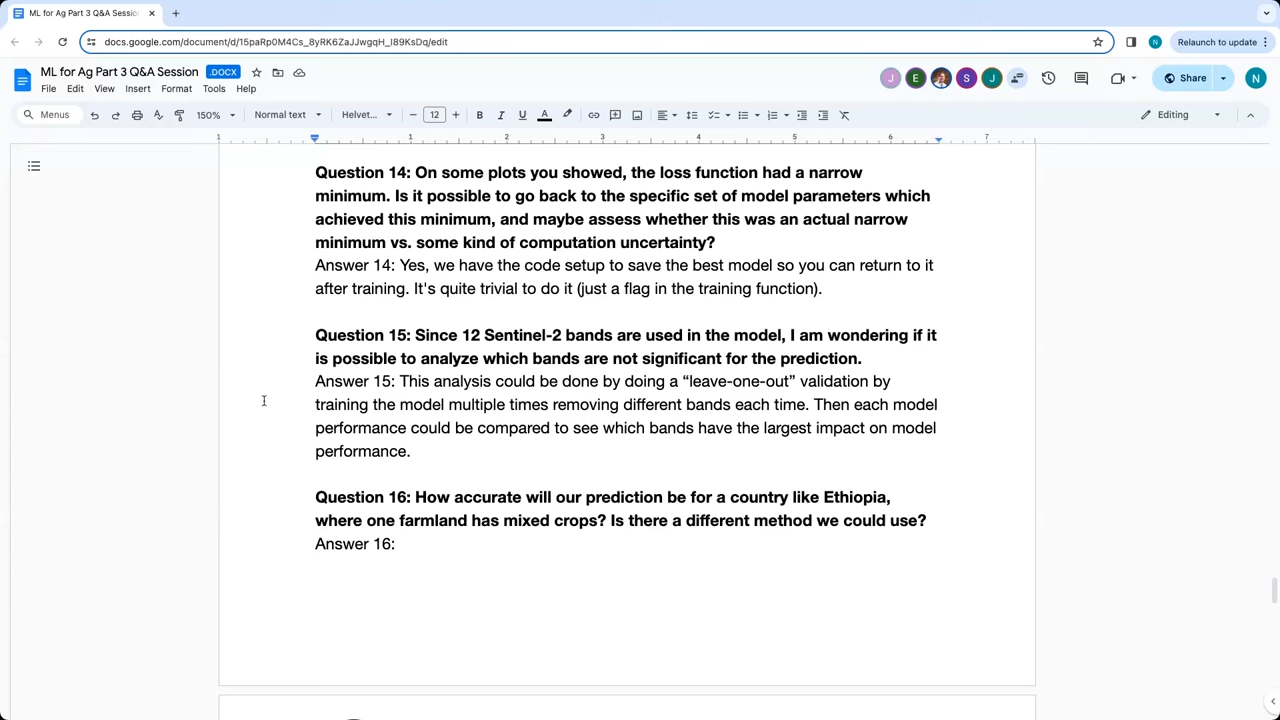 ML for Ag Part 3 Q&A Sessio
docs.google.com/document/d/15paRp0M4Cs_8yRK6ZaJJwgqH_I89KsDq/edit
N
Relaunch to update
ML for Ag Part 3 Q&A Session .DOCX
J E S J
Share
N
File Edit View Insert Format Tools Help
Menus
150%
Normal text
Helvet...
12
B I U A
Editing
1 1 2 3 4 5 6 7
Question 14: On some plots you showed, the loss function had a narrow
minimum. Is it possible to go back to the specific set of model parameters which
achieved this minimum, and maybe assess whether this was an actual narrow
minimum vs. some kind of computation uncertainty?
Answer 14: Yes, we have the code setup to save the best model so you can return to it
after training. It's quite trivial to do it (just a flag in the training function).
Question 15: Since 12 Sentinel-2 bands are used in the model, I am wondering if it
is possible to analyze which bands are not significant for the prediction.
Answer 15: This analysis could be done by doing a “leave-one-out” validation by
training the model multiple times removing different bands each time. Then each model
performance could be compared to see which bands have the largest impact on model
performance.
Question 16: How accurate will our prediction be for a country like Ethiopia,
where one farmland has mixed crops? Is there a different method we could use?
Answer 16: